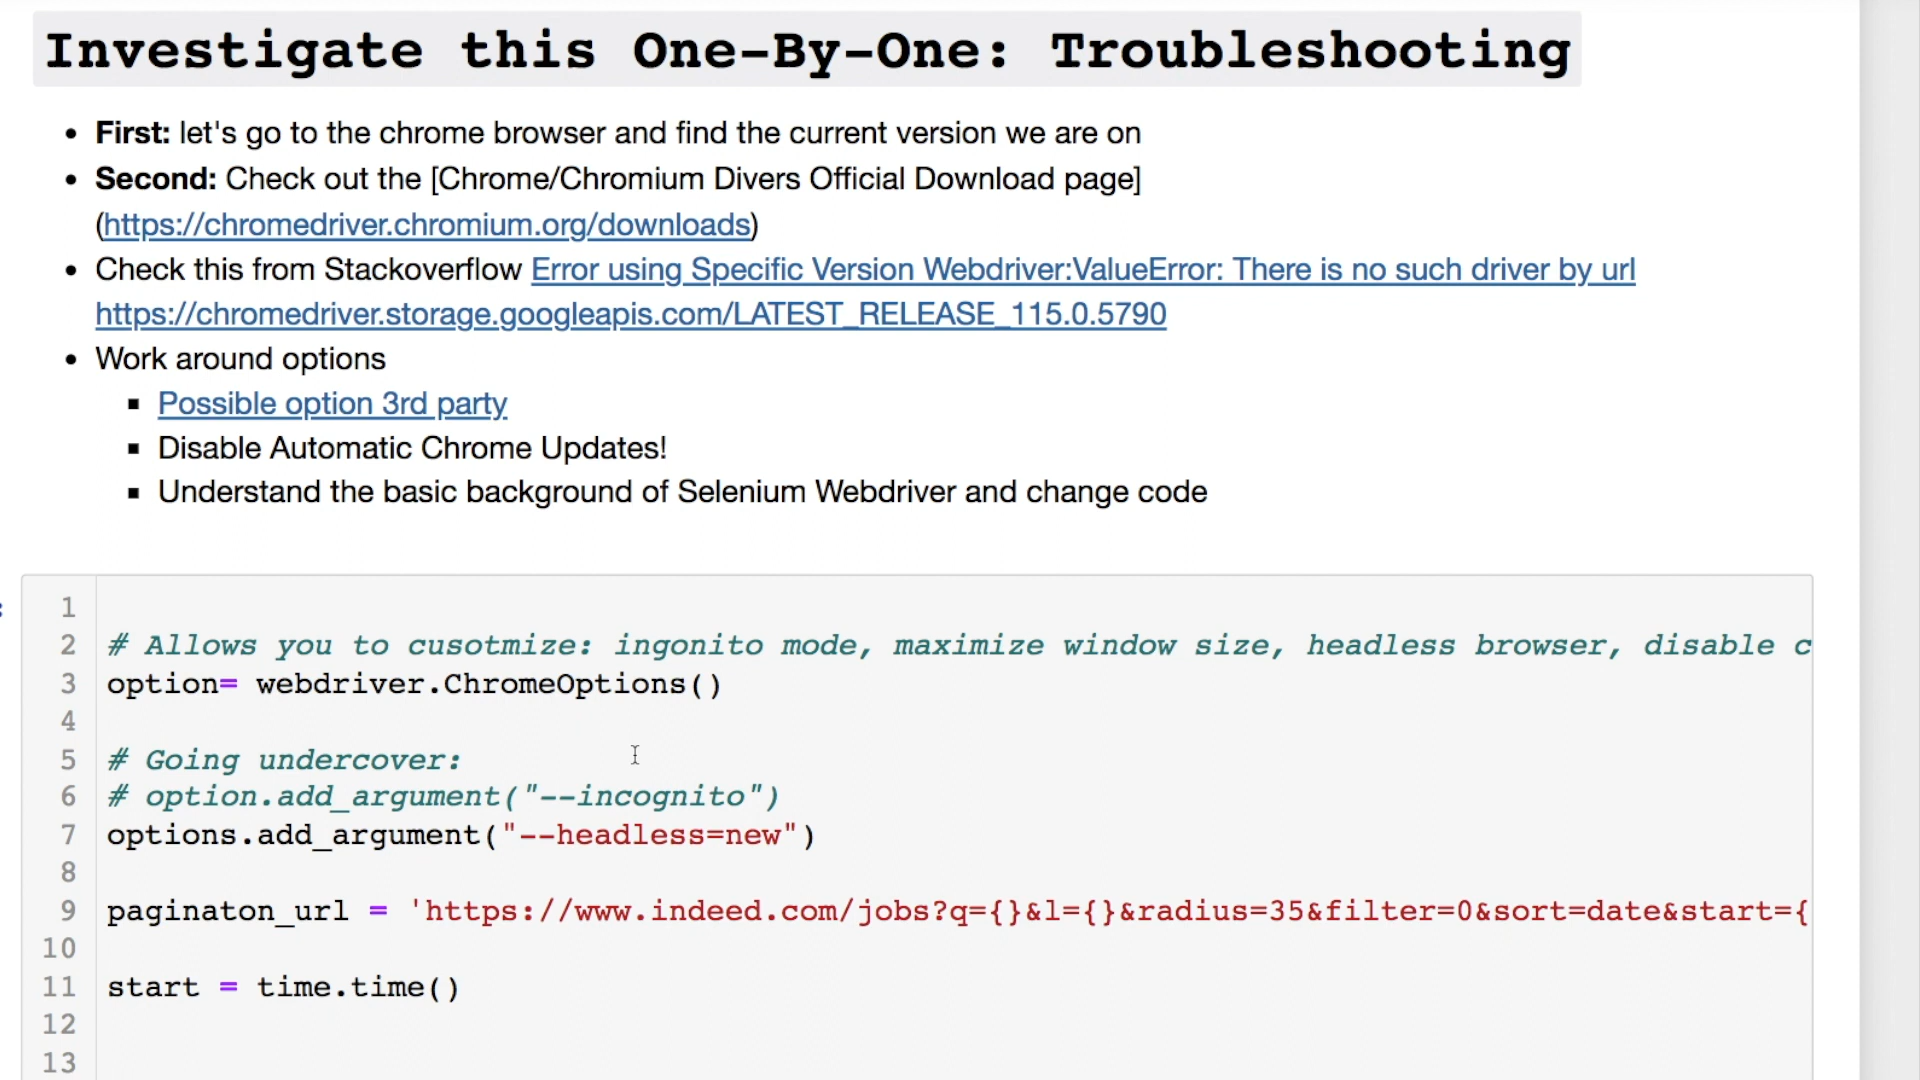 Investigate this One-By-One: Troubleshooting
• First: let's go to the chrome browser and find the current version we are on
• Second: Check out the [Chrome/Chromium Divers Official Download page]
(https://chromedriver.chromium.org/downloads)
• Check this from Stackoverflow Error using Specific Version Webdriver:ValueError: There is no such driver by url
https://chromedriver.storage.googleapis.com/LATEST_RELEASE_115.0.5790
• Work around options
▪ Possible option 3rd party
▪ Disable Automatic Chrome Updates!
▪ Understand the basic background of Selenium Webdriver and change code
1
2 # Allows you to cusotmize: ingonito mode, maximize window size, headless browser, disable c
3 option= webdriver.ChromeOptions()
4
5 # Going undercover:
6 # option.add_argument("--incognito")
7 options.add_argument("--headless=new")
8
9 paginaton_url = 'https://www.indeed.com/jobs?q={}&l={}&radius=35&filter=0&sort=date&start={
10
11 start = time.time()
12
13